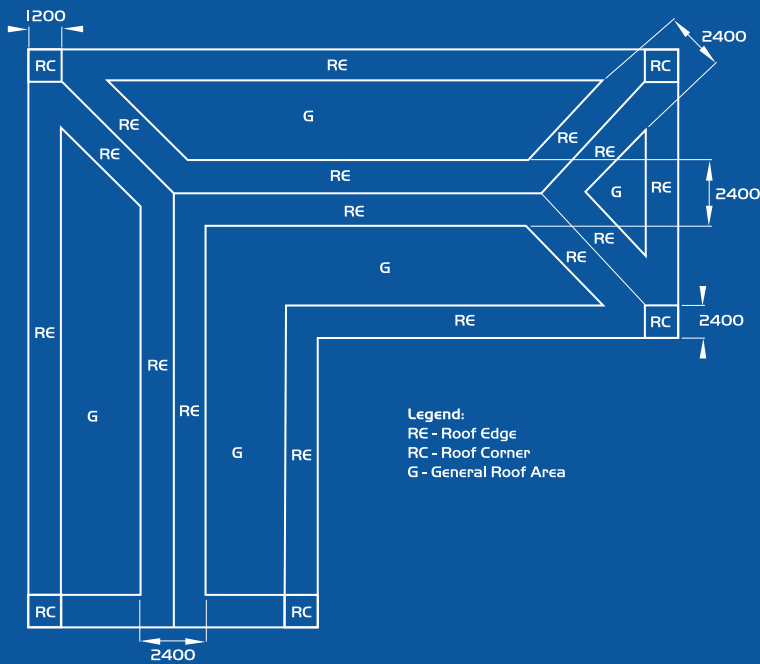 1200
RC
RE
RC
2400
G
RE
RE
RE
RE
RE
G
RE
2400
RE
RE
RE
G
RE
RC
2400
RE
RE
RE
RE
G
G
RE
Legend:
RE - Roof Edge
RC - Roof Corner
G - General Roof Area
RC
RC
2400